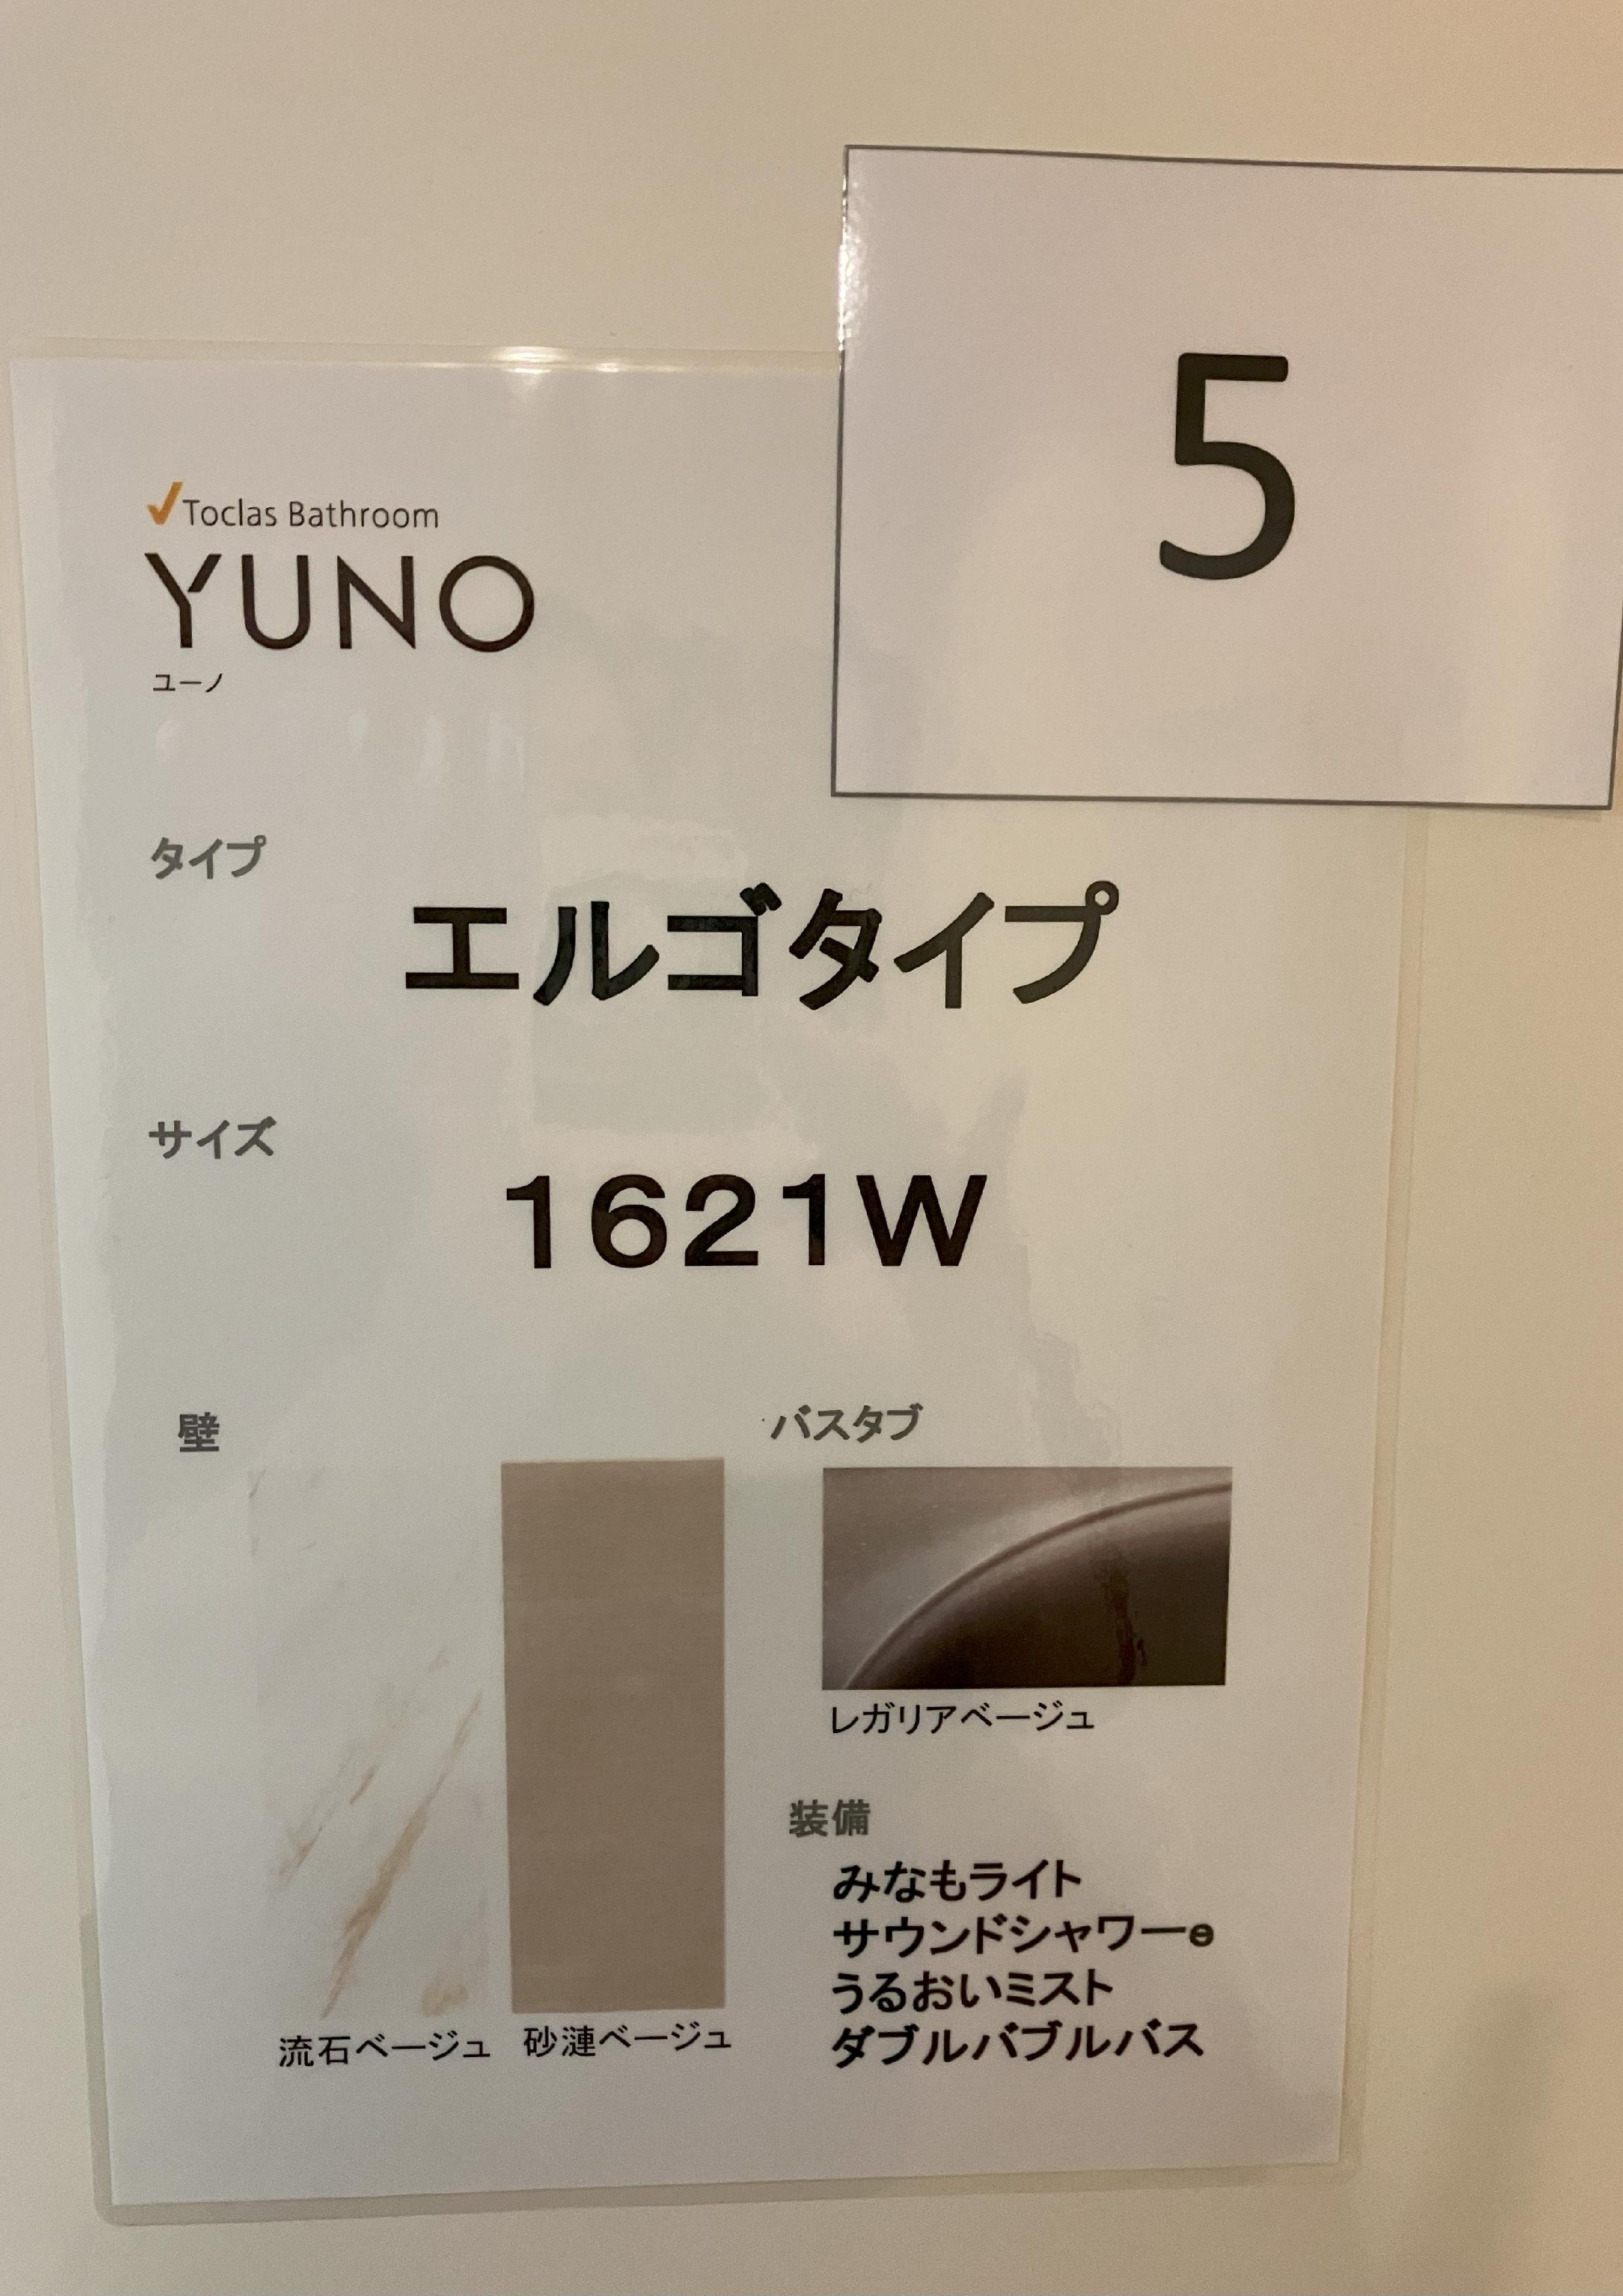 5
Toclas Bathroom
YUNO
ユーノ
タイプ
エルゴタイプ
サイズ
1621W
壁
流石ベージュ
砂漣ベージュ
バスタブ
レガリアベージュ
装備
みなもライト
サウンドシャワーe
うるおいミスト
ダブルバブルバス